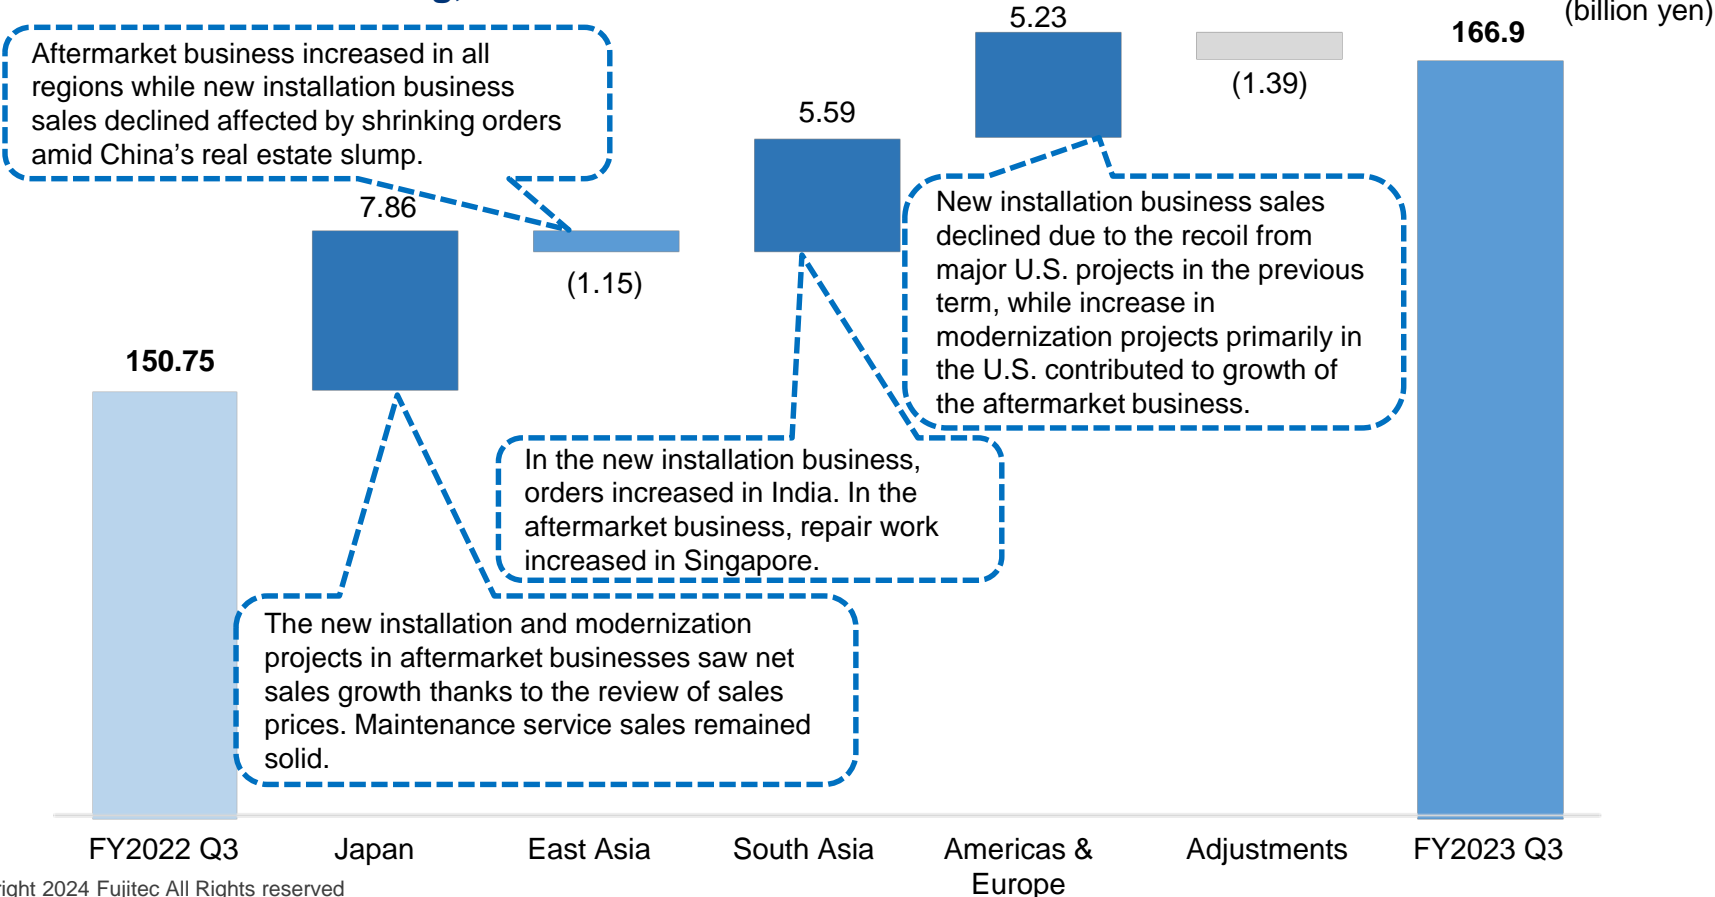 (billion yen)
Aftermarket business increased in all
regions while new installation business
sales declined affected by shrinking orders
amid China’s real estate slump.
150.75
7.86
(1.15)
5.59
5.23
(1.39)
166.9
New installation business sales
declined due to the recoil from
major U.S. projects in the previous
term, while increase in
modernization projects primarily in
the U.S. contributed to growth of
the aftermarket business.
In the new installation business,
orders increased in India. In the
aftermarket business, repair work
increased in Singapore.
The new installation and modernization
projects in aftermarket businesses saw net
sales growth thanks to the review of sales
prices. Maintenance service sales remained
solid.
FY2022 Q3
Japan
East Asia
South Asia
Americas &
Europe
Adjustments
FY2023 Q3
right 2024 Fujitec All Rights reserved